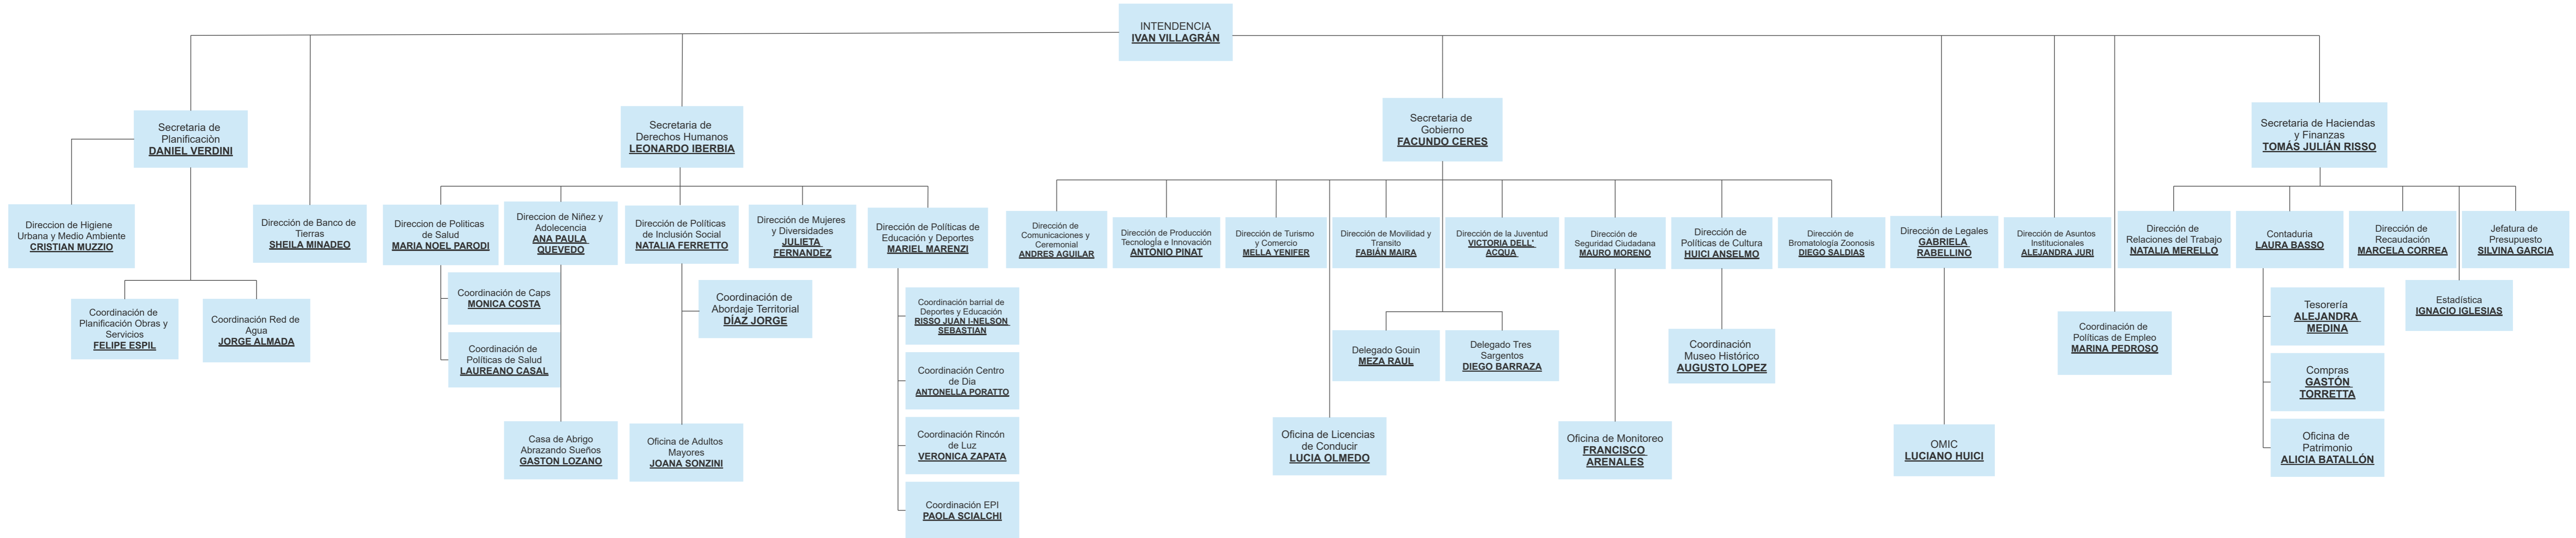 INTENDENCIA
IVAN VILLAGRÁN
Secretaria de
Planificaciòn
DANIEL VERDINI
Secretaria de
Derechos Humanos
LEONARDO IBERBIA
Secretaria de
Gobierno
FACUNDO CERES
Secretaria de Haciendas
y Finanzas
TOMÁS JULIÁN RISSO
Direccion de Higiene
Urbana y Medio Ambiente
CRISTIAN MUZZIO
Dirección de Banco de
Tierras
SHEILA MINADEO
Direccion de Politicas
de Salud
MARIA NOEL PARODI
Direccion de Niñez y
Adolecencia
ANA PAULA
QUEVEDO
Dirección de Políticas
de Inclusión Social
NATALIA FERRETTO
Dirección de Mujeres
y Diversidades
JULIETA
FERNANDEZ
Dirección de Políticas de
Educación y Deportes
MARIEL MARENZI
Dirección de
Comunicaciones y
Ceremonial
ANDRES AGUILAR
Dirección de Producción
Tecnología e Innovación
ANTONIO PINAT
Dirección de Turismo
y Comercio
MELLA YENIFER
Dirección de Movilidad y
Transito
FABIÁN MAIRA
Dirección de la Juventud
VICTORIA DELL'
ACQUA
Dirección de
Seguridad Ciudadana
MAURO MORENO
Dirección de
Políticas de Cultura
HUICI ANSELMO
Dirección de
Bromatología Zoonosis
DIEGO SALDIAS
Dirección de Legales
GABRIELA
RABELLINO
Dirección de Asuntos
Institucionales
ALEJANDRA JURI
Dirección de
Relaciones del Trabajo
NATALIA MERELLO
Contaduria
LAURA BASSO
Dirección de
Recaudación
MARCELA CORREA
Jefatura de
Presupuesto
SILVINA GARCIA
Coordinación de
Planificación Obras y
Servicios
FELIPE ESPIL
Coordinación Red de
Agua
JORGE ALMADA
Coordinación de Caps
MONICA COSTA
Coordinación de
Políticas de Salud
LAUREANO CASAL
Casa de Abrigo
Abrazando Sueños
GASTON LOZANO
Coordinación de
Abordaje Territorial
DÍAZ JORGE
Oficina de Adultos
Mayores
JOANA SONZINI
Coordinación barrial de
Deportes y Educación
RISSO JUAN I-NELSON
SEBASTIAN
Coordinación Centro
de Dia
ANTONELLA PORATTO
Coordinación Rincón
de Luz
VERONICA ZAPATA
Coordinación EPI
PAOLA SCIALCHI
Oficina de Licencias
de Conducir
LUCIA OLMEDO
Delegado Gouin
MEZA RAUL
Delegado Tres
Sargentos
DIEGO BARRAZA
Oficina de Monitoreo
FRANCISCO
ARENALES
Coordinación
Museo Histórico
AUGUSTO LOPEZ
OMIC
LUCIANO HUICI
Coordinación de
Políticas de Empleo
MARINA PEDROSO
Tesorería
ALEJANDRA
MEDINA
Compras
GASTÓN
TORRETTA
Oficina de
Patrimonio
ALICIA BATALLÓN
Estadística
IGNACIO IGLESIAS